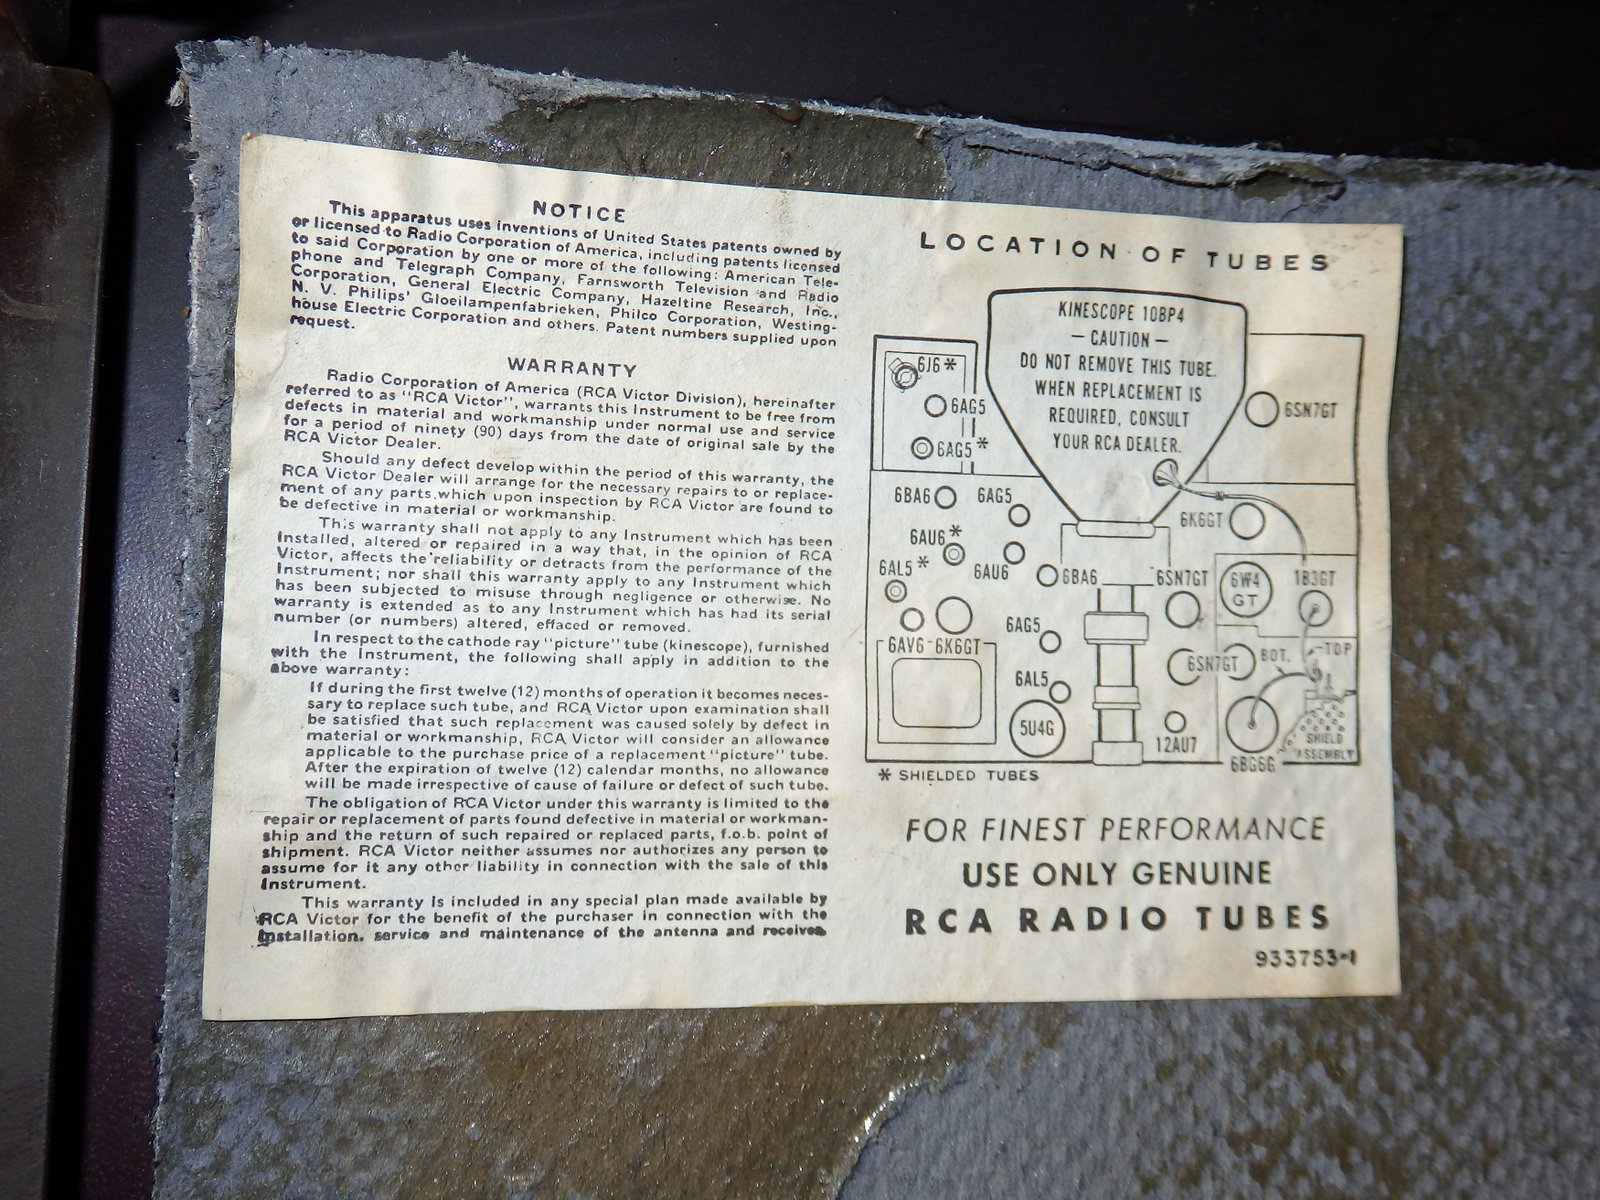 NOTICE
This apparatus uses inventions of United States patents owned by
or licensed to Radio Corporation of America, including patents licensed
to said Corporation by one or more of the following: American Tele-
phone and Telegraph Company, Farnsworth Television and Radio
Corporation, General Electric Company, Hazeltine Research, Inc.,
N. V. Philips' Gloeilampenfabrieken, Philco Corporation, Westing-
house Electric Corporation and others. Patent numbers supplied upon
request.
WARRANTY
Radio Corporation of America (RCA Victor Division), hereinafter
referred to as "RCA Victor", warrants this Instrument to be free from
defects in material and workmanship under normal use and service
for a period of ninety (90) days from the date of original sale by the
RCA Victor Dealer.
Should any defect develop within the period of this warranty, the
RCA Victor Dealer will arrange for the necessary repairs to or replace-
ment of any parts which upon inspection by RCA Victor are found to
be defective in material or workmanship.
This warranty shall not apply to any Instrument which has been
installed, altered or repaired in a way that, in the opinion of RCA
Victor, affects the reliability or detracts from the performance of the
Instrument; nor shall this warranty apply to any Instrument which
has been subjected to misuse through negligence or otherwise. No
warranty is extended as to any Instrument which has had its serial
number (or numbers) altered, effaced or removed.
In respect to the cathode ray "picture" tube (kinescope), furnished
with the Instrument, the following shall apply in addition to the
above warranty:
If during the first twelve (12) months of operation it becomes neces-
sary to replace such tube, and RCA Victor upon examination shall
be satisfied that such replacement was caused solely by defect in
material or workmanship, RCA Victor will consider an allowance
applicable to the purchase price of a replacement "picture" tube.
After the expiration of twelve (12) calendar months, no allowance
will be made irrespective of cause of failure or defect of such tube.
The obligation of RCA Victor under this warranty is limited to the
repair or replacement of parts found defective in material or workman-
ship and the return of such repaired or replaced parts, f.o.b. point of
shipment. RCA Victor neither assumes nor authorizes any person to
assume for it any other liability in connection with the sale of this
Instrument.
This warranty is included in any special plan made available by
RCA Victor for the benefit of the purchaser in connection with the
installation, service and maintenance of the antenna and receiver.
LOCATION OF TUBES
KINESCOPE 10BP4
— CAUTION —
DO NOT REMOVE THIS TUBE.
WHEN REPLACEMENT IS
REQUIRED, CONSULT
YOUR RCA DEALER.
6J6*
6AG5
6AG5*
6SN7GT
6BA6
6AG5
6K6GT
6AU6*
6AU6
6AL5*
6BA6
6SN7GT
6W4
GT
1B3GT
6AG5
6AV6-6K6GT
6SN7GT
BOT.
TOP
6AL5
5U4G
12AU7
6BG6G
SHIELD
ASSEMBLY
* SHIELDED TUBES
FOR FINEST PERFORMANCE
USE ONLY GENUINE
RCA RADIO TUBES
933753-1